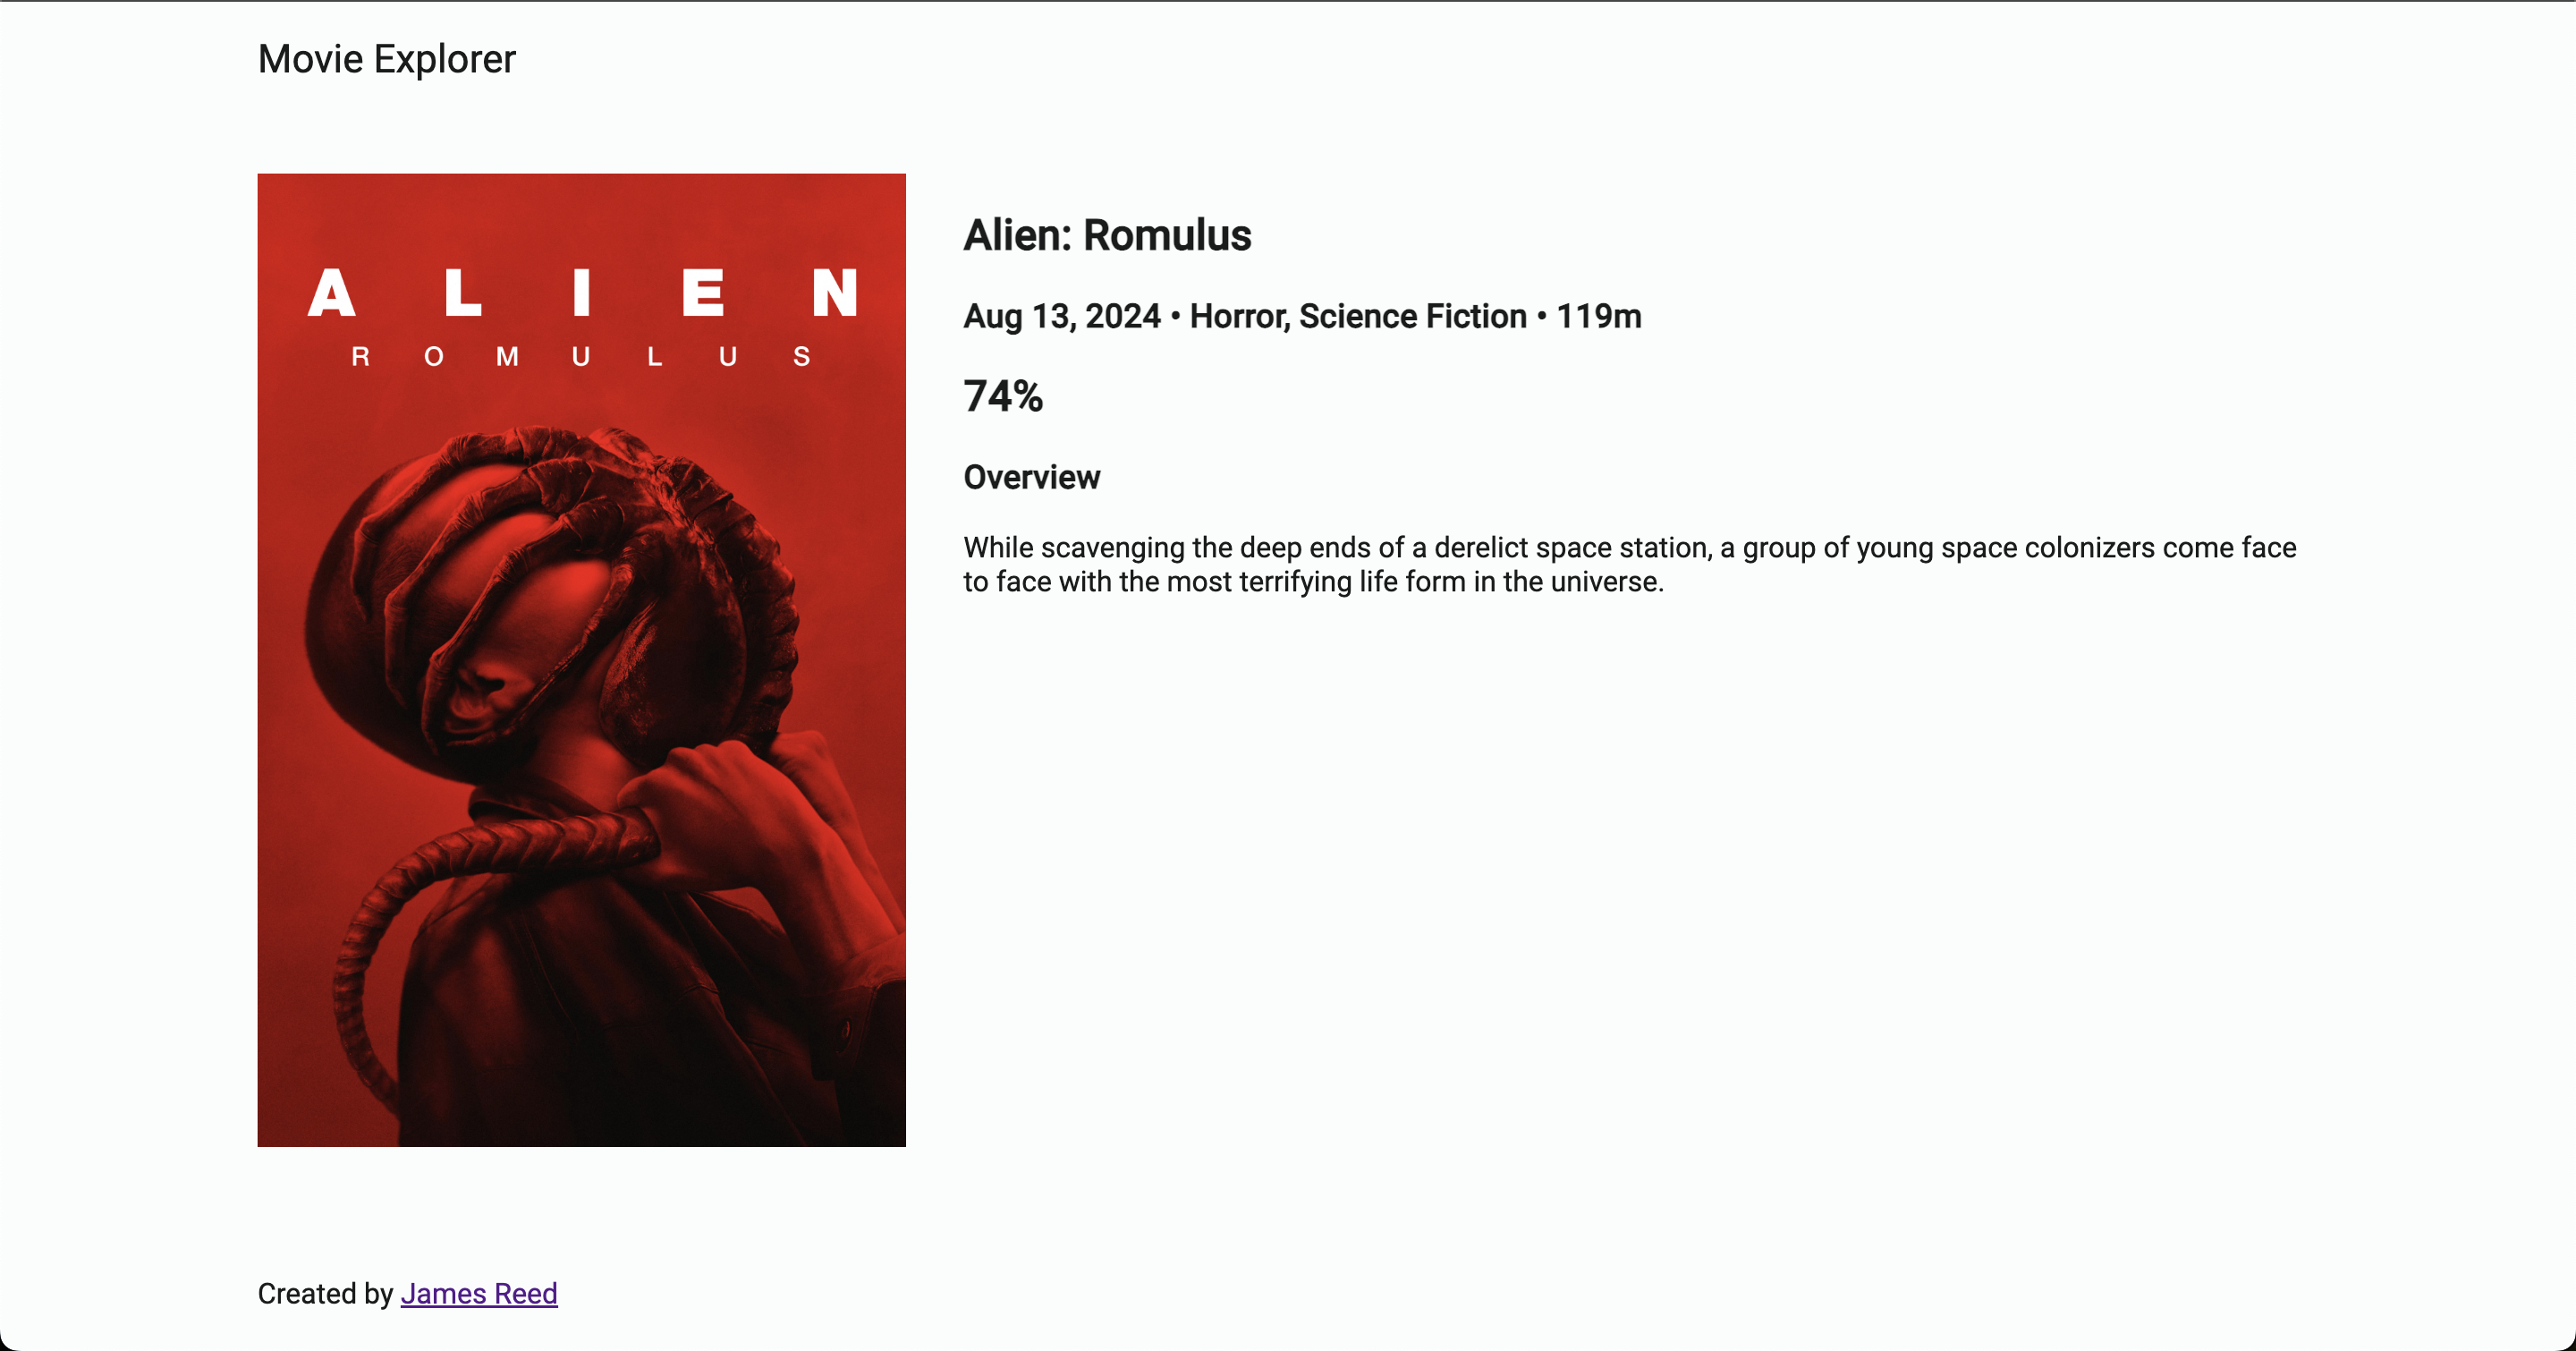 Movie Explorer
A L I E N
R O M U L U S
Alien: Romulus
Aug 13, 2024 • Horror, Science Fiction • 119m
74%
Overview
While scavenging the deep ends of a derelict space station, a group of young space colonizers come face
to face with the most terrifying life form in the universe.
Created by James Reed